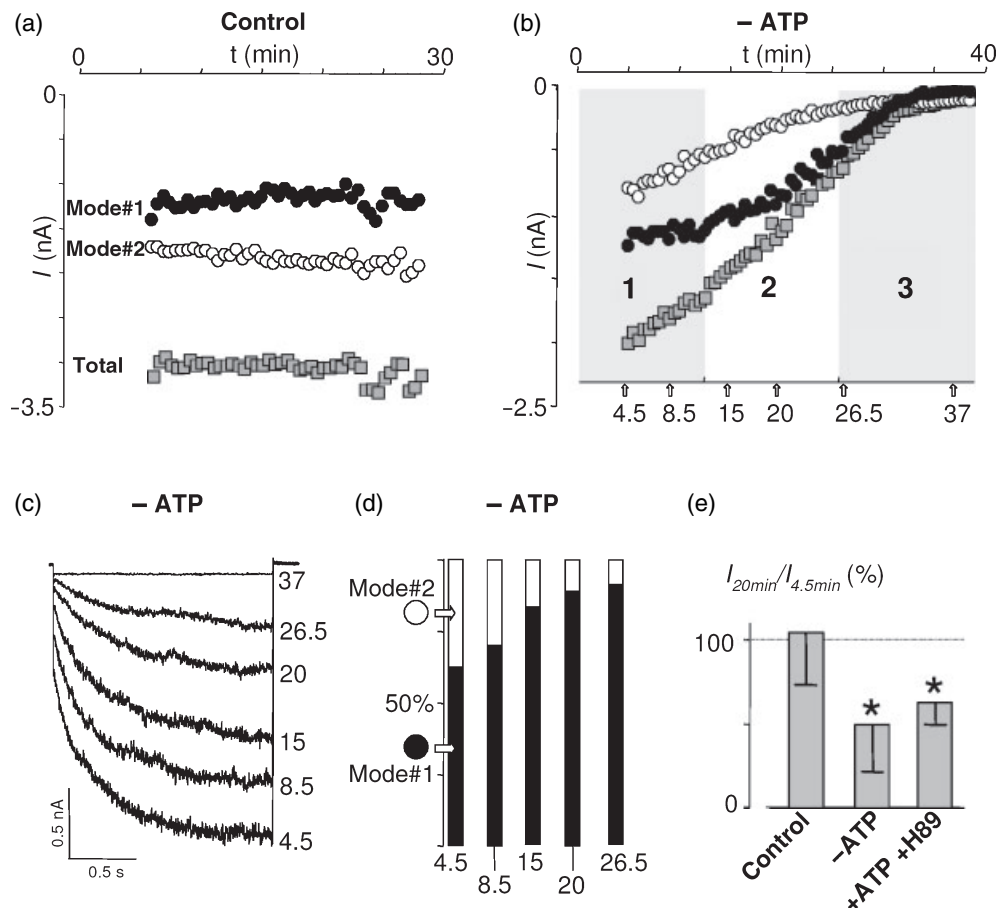 (a)
Control
t (min)
0
30
0
Mode#1
Mode#2
Total
I (nA)
-3.5
(b)
– ATP
t (min)
0
40
0
I (nA)
1
2
3
-2.5
4.5 8.5 15 20 26.5 37
(c)
– ATP
37
26.5
20
15
8.5
4.5
0.5 nA
0.5 s
(d)
– ATP
Mode#2
50%
Mode#1
4.5 15 26.5
8.5 20
(e)
I20min/I4.5min (%)
100
* *
0
Control
–ATP
+ATP +H89